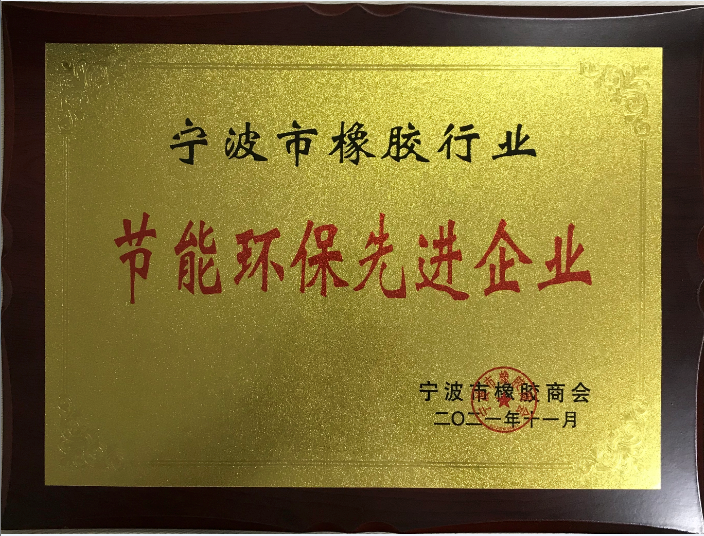 宁波市橡胶行业
节能环保先进企业
宁波市橡胶商会
二〇二一年十一月